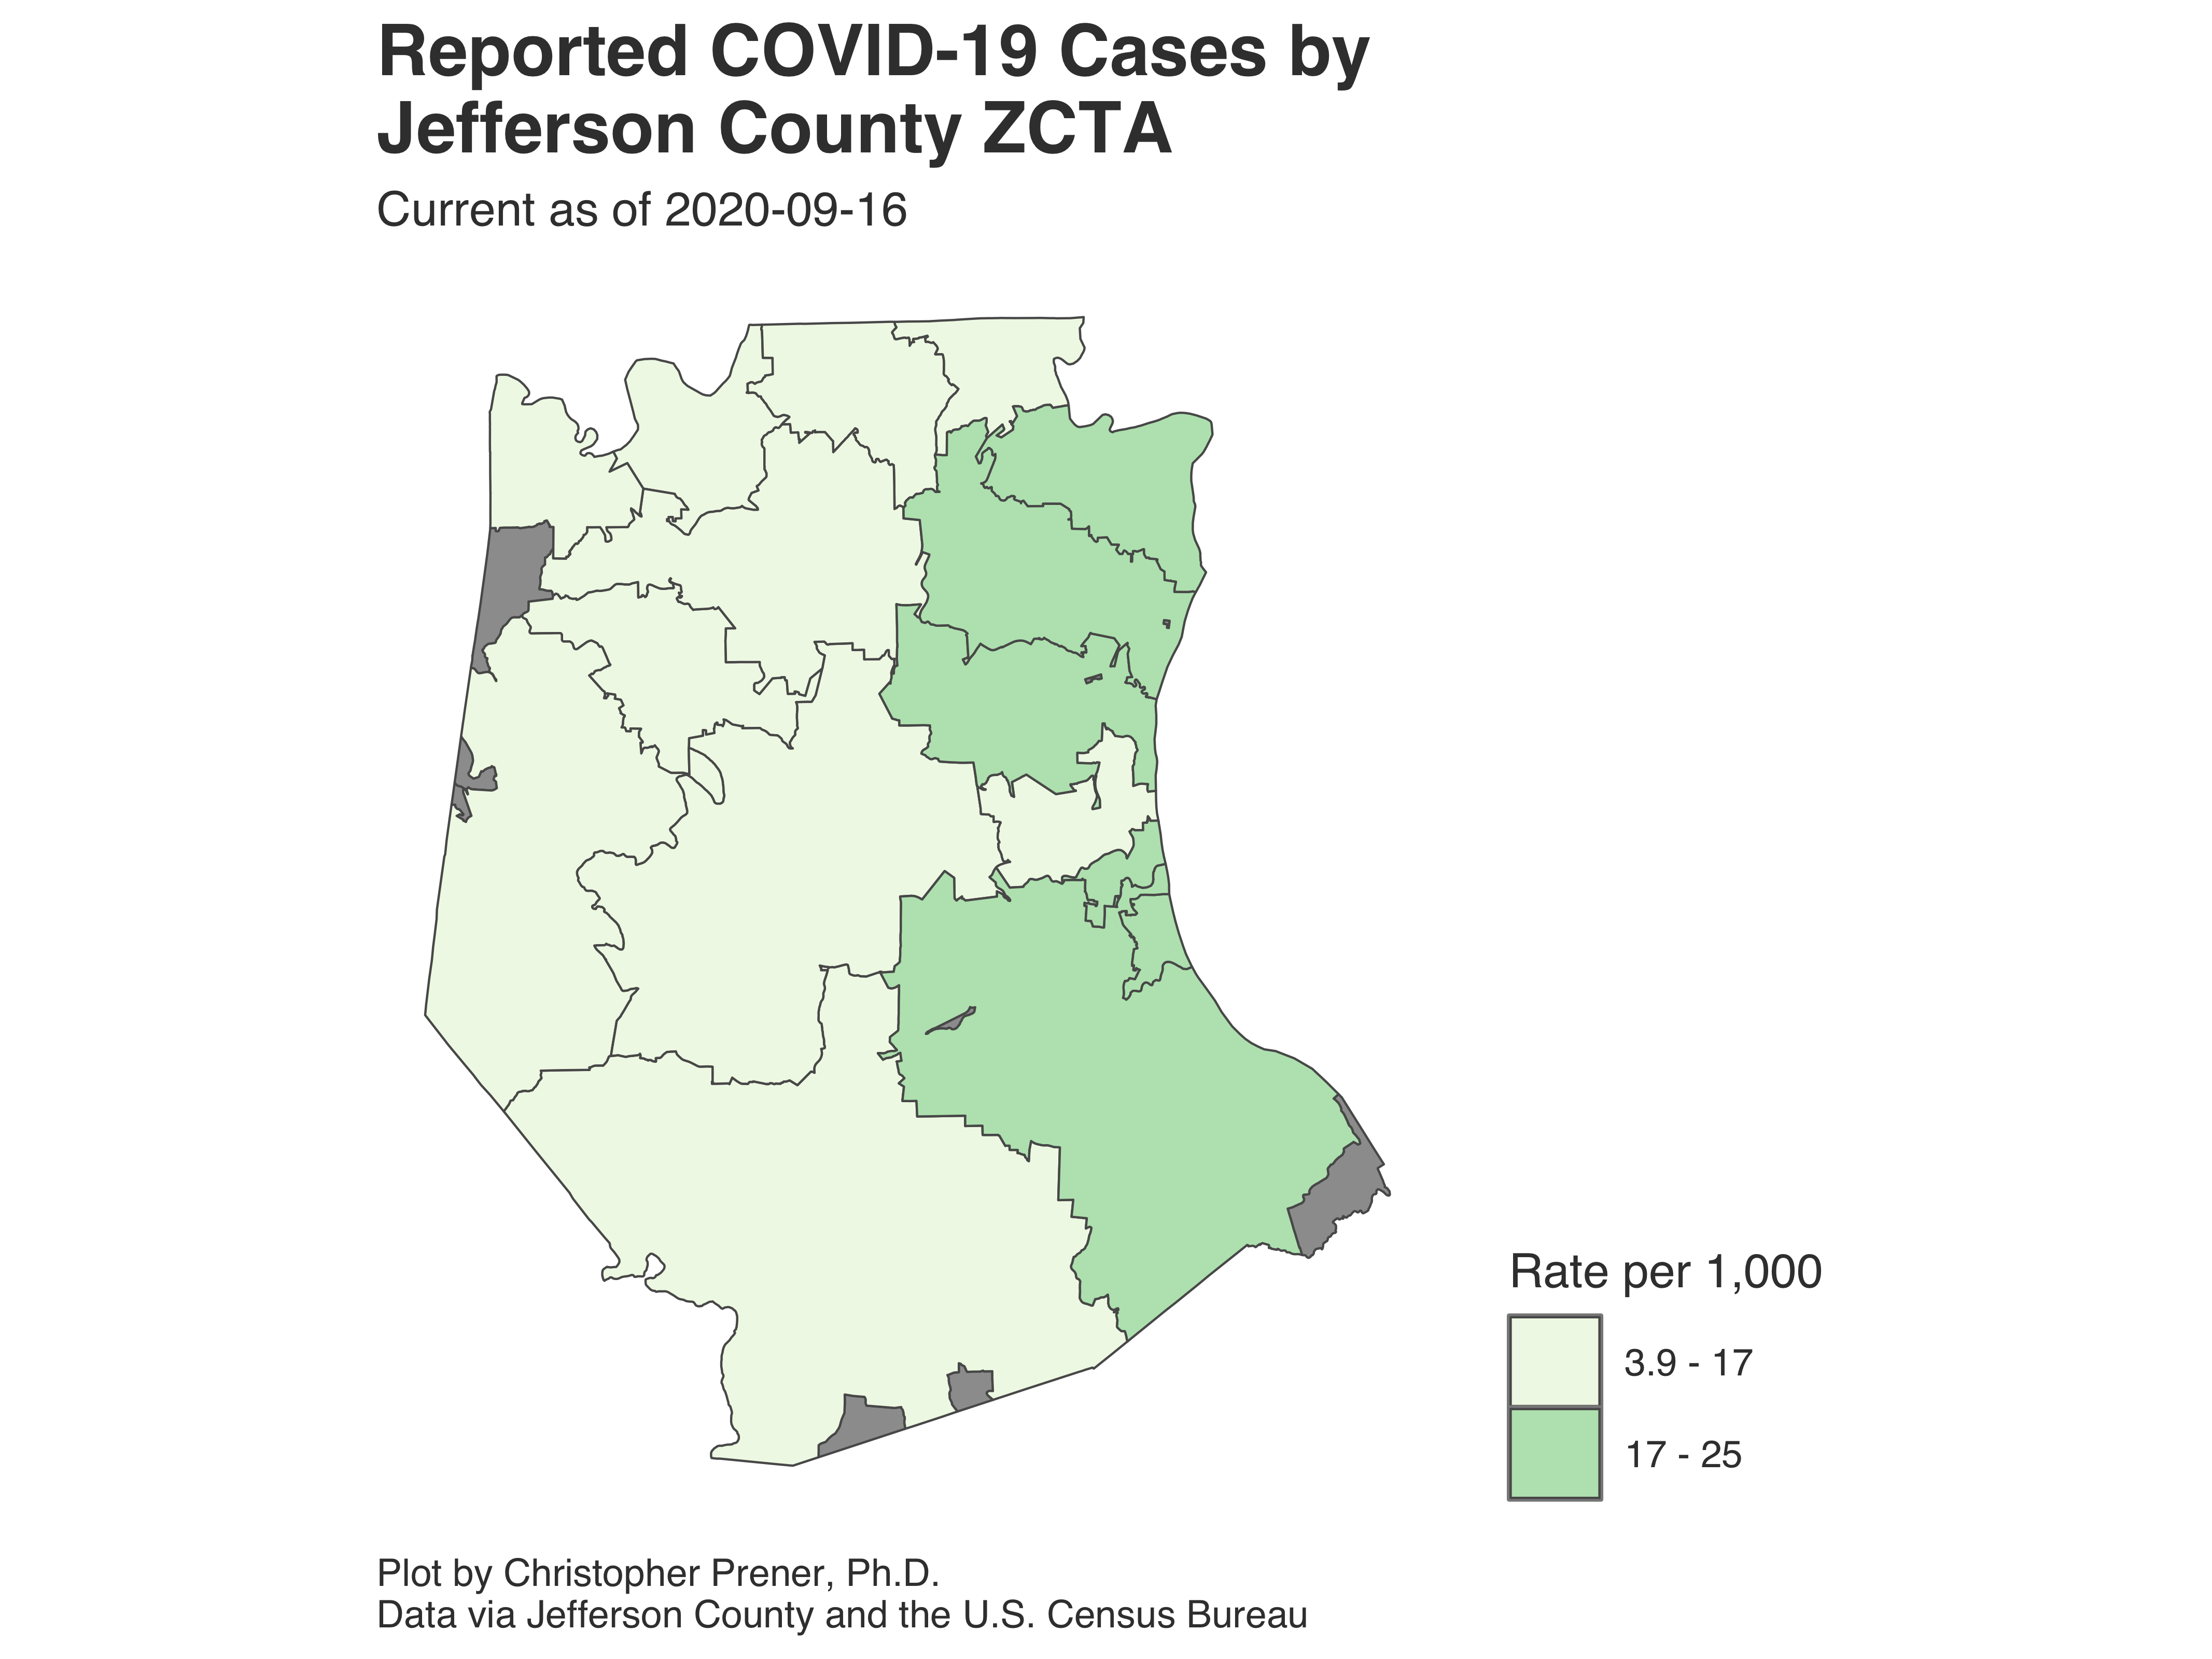 Reported COVID-19 Cases by
Jefferson County ZCTA
Current as of 2020-09-16
Rate per 1,000
3.9 - 17
17 - 25
Plot by Christopher Prener, Ph.D.
Data via Jefferson County and the U.S. Census Bureau